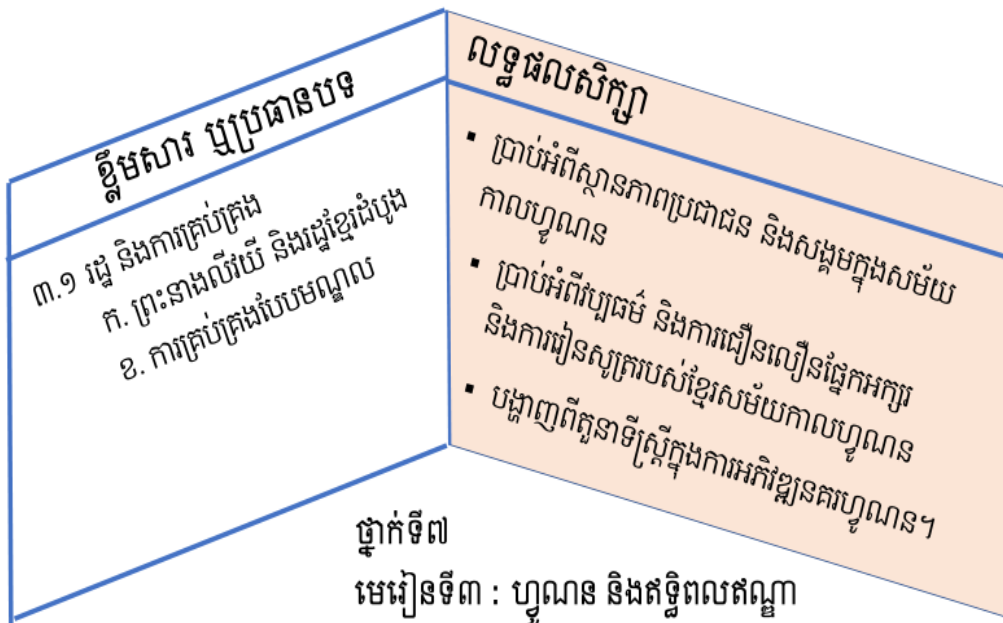 ខ្លឹមសារ ឬប្រធានបទ
៣.១ រដ្ឋ និងការគ្រប់គ្រង
ក. ព្រះនាងលីវយី និងរដ្ឋខ្មែរដំបូង
ខ. ការគ្រប់គ្រងបែបមណ្ឌល
លទ្ធផលសិក្សា
▪ ប្រាប់អំពីស្ថានភាពប្រជាជន និងសង្គមក្នុងសម័យ
កាលហ្វូណន
▪ ប្រាប់អំពីវប្បធម៌ និងការជឿនលឿនផ្នែកអក្សរ
និងការរៀនសូត្ររបស់ខ្មែរសម័យកាលហ្វូណន
▪ បង្ហាញពីតួនាទីស្ត្រីក្នុងការអភិវឌ្ឍនគរហ្វូណន។
ថ្នាក់ទី៧
មេរៀនទី៣ : ហ្វូណន និងឥទ្ធិពលឥណ្ឌា